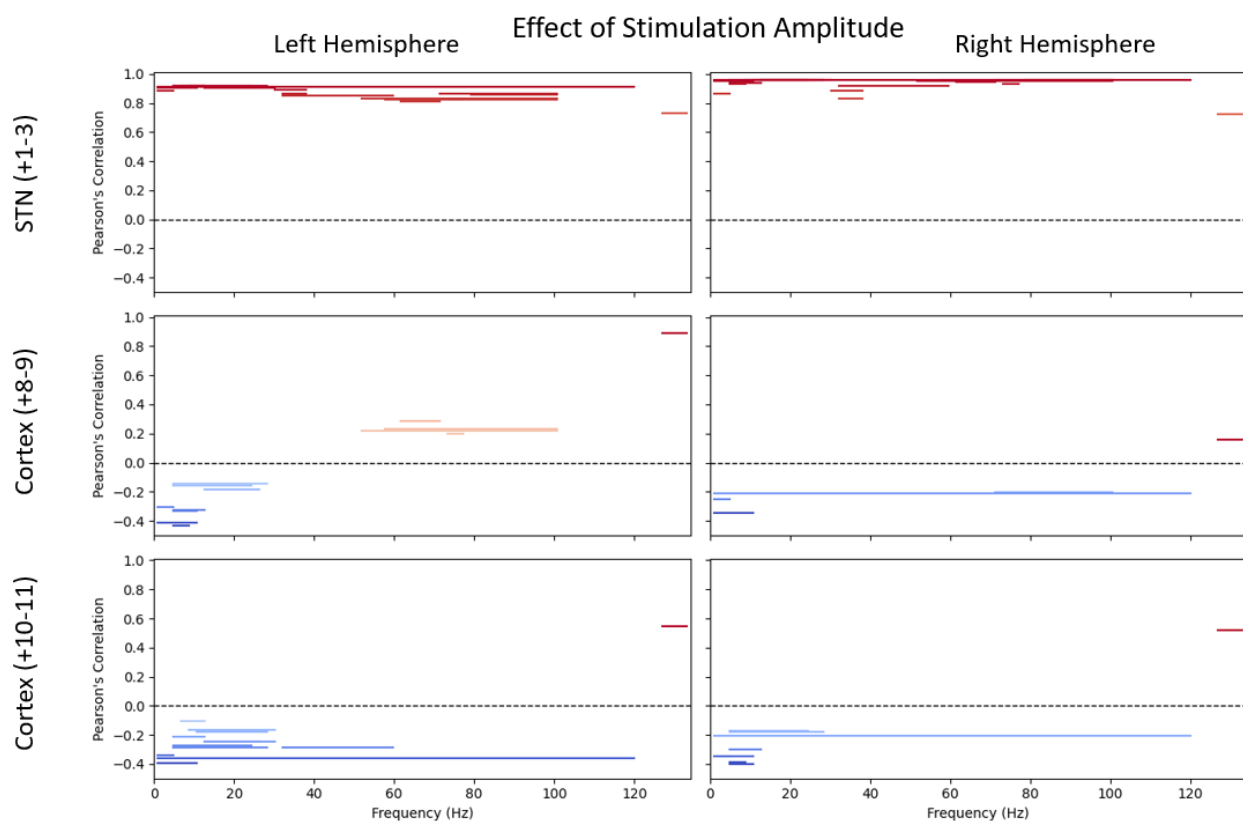 Effect of Stimulation Amplitude
Left Hemisphere
Right Hemisphere
STN (+1-3)
Pearson's Correlation
1.0
0.8
0.6
0.4
0.2
0.0
−0.2
−0.4
Cortex (+8-9)
Pearson's Correlation
1.0
0.8
0.6
0.4
0.2
0.0
−0.2
−0.4
Cortex (+10-11)
Pearson's Correlation
1.0
0.8
0.6
0.4
0.2
0.0
−0.2
−0.4
0 20 40 60 80 100 120
Frequency (Hz)
0 20 40 60 80 100 120
Frequency (Hz)